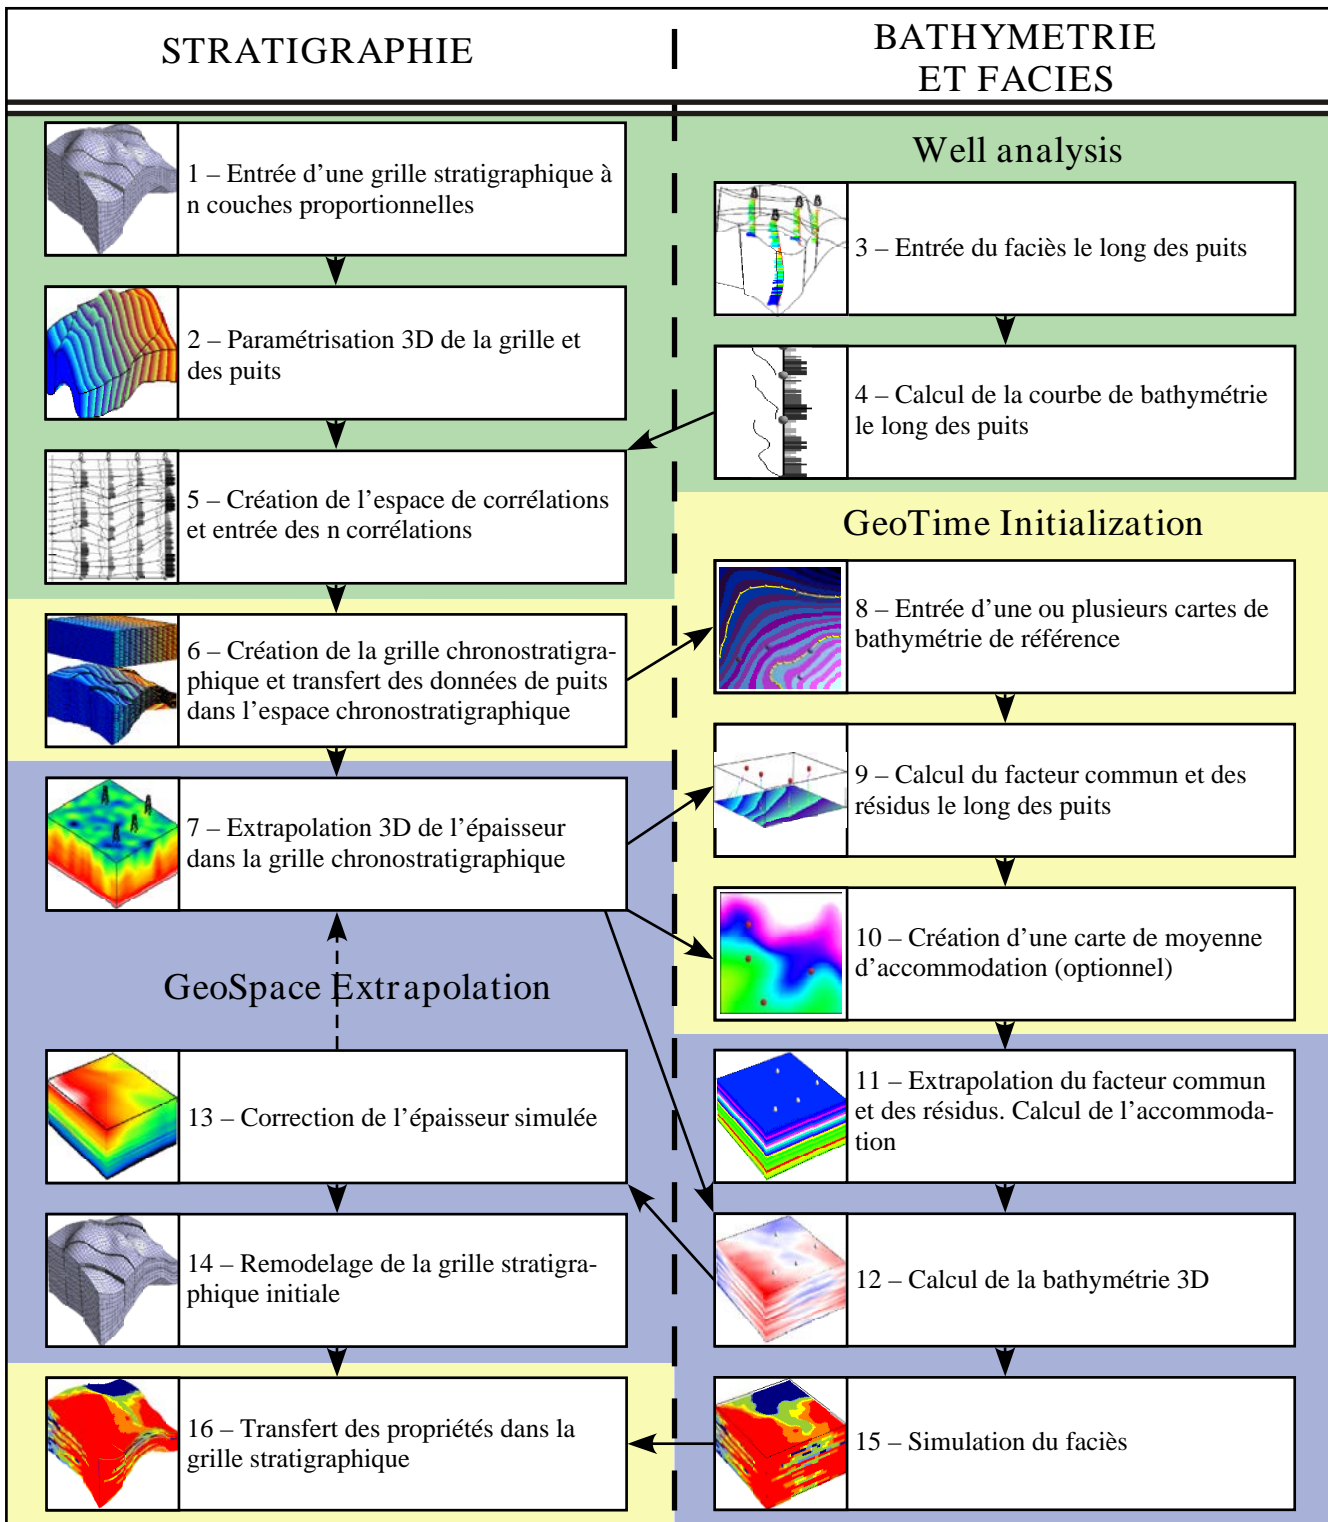 STRATIGRAPHIE
BATHYMETRIE
ET FACIES
1 – Entrée d’une grille stratigraphique à
n couches proportionnelles
2 – Paramétrisation 3D de la grille et
des puits
Well analysis
3 – Entrée du faciès le long des puits
4 – Calcul de la courbe de bathymétrie
le long des puits
5 – Création de l’espace de corrélations
et entrée des n corrélations
6 – Création de la grille chronostratigra-
phique et transfert des données de puits
dans l’espace chronostratigraphique
7 – Extrapolation 3D de l’épaisseur
dans la grille chronostratigraphique
GeoTime Initialization
8 – Entrée d’une ou plusieurs cartes de
bathymétrie de référence
9 – Calcul du facteur commun et des
résidus le long des puits
10 – Création d’une carte de moyenne
d’accommodation (optionnel)
GeoSpace Extrapolation
11 – Extrapolation du facteur commun
et des résidus. Calcul de l’accommoda-
tion
12 – Calcul de la bathymétrie 3D
13 – Correction de l’épaisseur simulée
14 – Remodelage de la grille stratigra-
phique initiale
15 – Simulation du faciès
16 – Transfert des propriétés dans la
grille stratigraphique